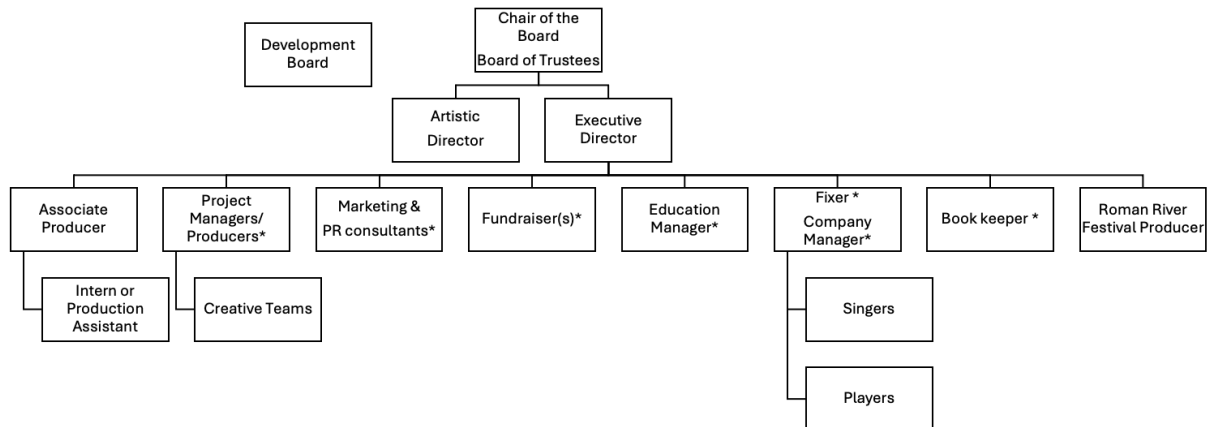 Chair of the
Board
Board of Trustees
Development
Board
Artistic
Director
Executive
Director
Associate
Producer
Project
Managers/
Producers*
Marketing &
PR consultants*
Fundraiser(s)*
Education
Manager*
Fixer *
Company
Manager*
Book keeper *
Roman River
Festival Producer
Intern or
Production
Assistant
Creative Teams
Singers
Players